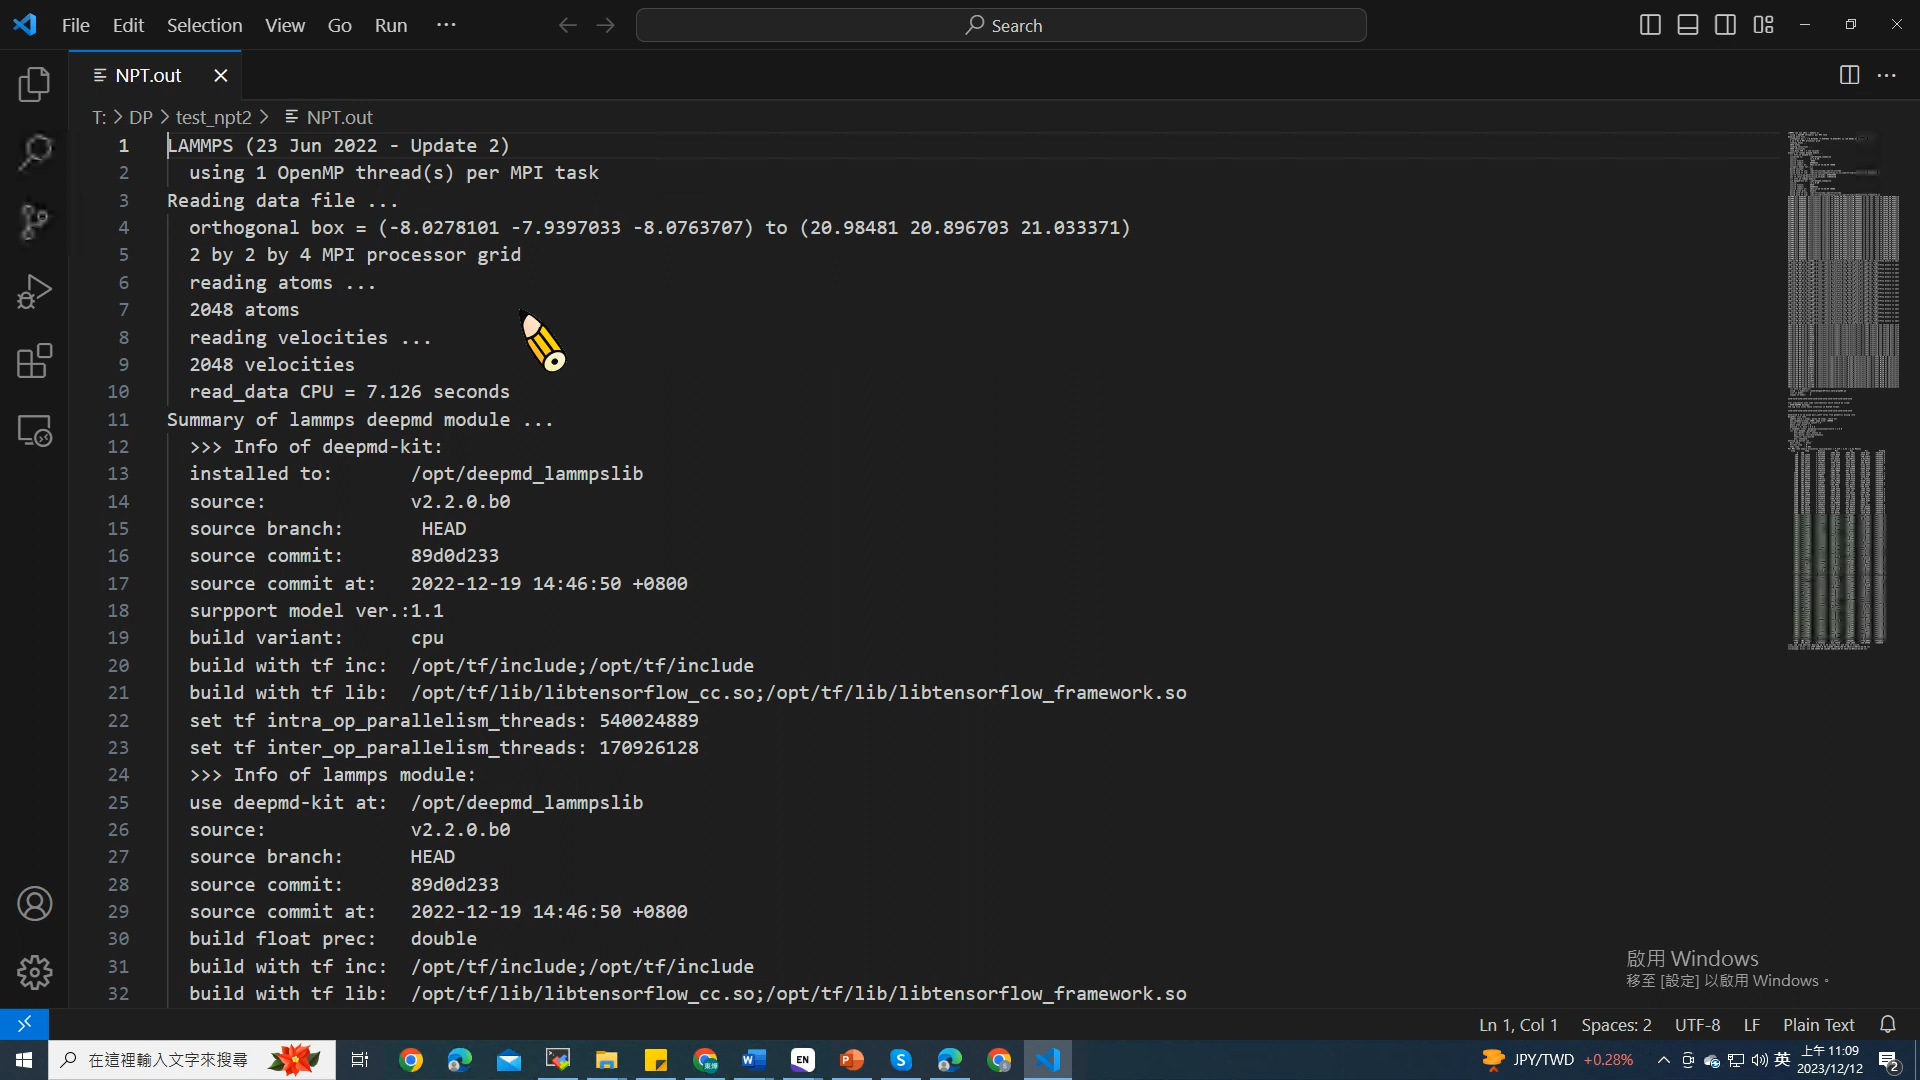 File Edit Selection View Go Run ···
Search
NPT.out
T: > DP > test_npt2 > NPT.out
1 LAMMPS (23 Jun 2022 - Update 2)
2 using 1 OpenMP thread(s) per MPI task
3 Reading data file ...
4 orthogonal box = (-8.0278101 -7.9397033 -8.0763707) to (20.98481 20.896703 21.033371)
5 2 by 2 by 4 MPI processor grid
6 reading atoms ...
7 2048 atoms
8 reading velocities ...
9 2048 velocities
10 read_data CPU = 7.126 seconds
11 Summary of lammps deepmd module ...
12 >>> Info of deepmd-kit:
13 installed to: /opt/deepmd_lammpslib
14 source: v2.2.0.b0
15 source branch: HEAD
16 source commit: 89d0d233
17 source commit at: 2022-12-19 14:46:50 +0800
18 surpport model ver.:1.1
19 build variant: cpu
20 build with tf inc: /opt/tf/include;/opt/tf/include
21 build with tf lib: /opt/tf/lib/libtensorflow_cc.so;/opt/tf/lib/libtensorflow_framework.so
22 set tf intra_op_parallelism_threads: 540024889
23 set tf inter_op_parallelism_threads: 170926128
24 >>> Info of lammps module:
25 use deepmd-kit at: /opt/deepmd_lammpslib
26 source: v2.2.0.b0
27 source branch: HEAD
28 source commit: 89d0d233
29 source commit at: 2022-12-19 14:46:50 +0800
30 build float prec: double
31 build with tf inc: /opt/tf/include;/opt/tf/include
32 build with tf lib: /opt/tf/lib/libtensorflow_cc.so;/opt/tf/lib/libtensorflow_framework.so
啟用 Windows
移至 [設定] 以啟用 Windows。
Ln 1, Col 1 Spaces: 2 UTF-8 LF Plain Text
在這裡輸入文字來搜尋
EN
JPY/TWD +0.28%
英
上午 11:09
2023/12/12
2